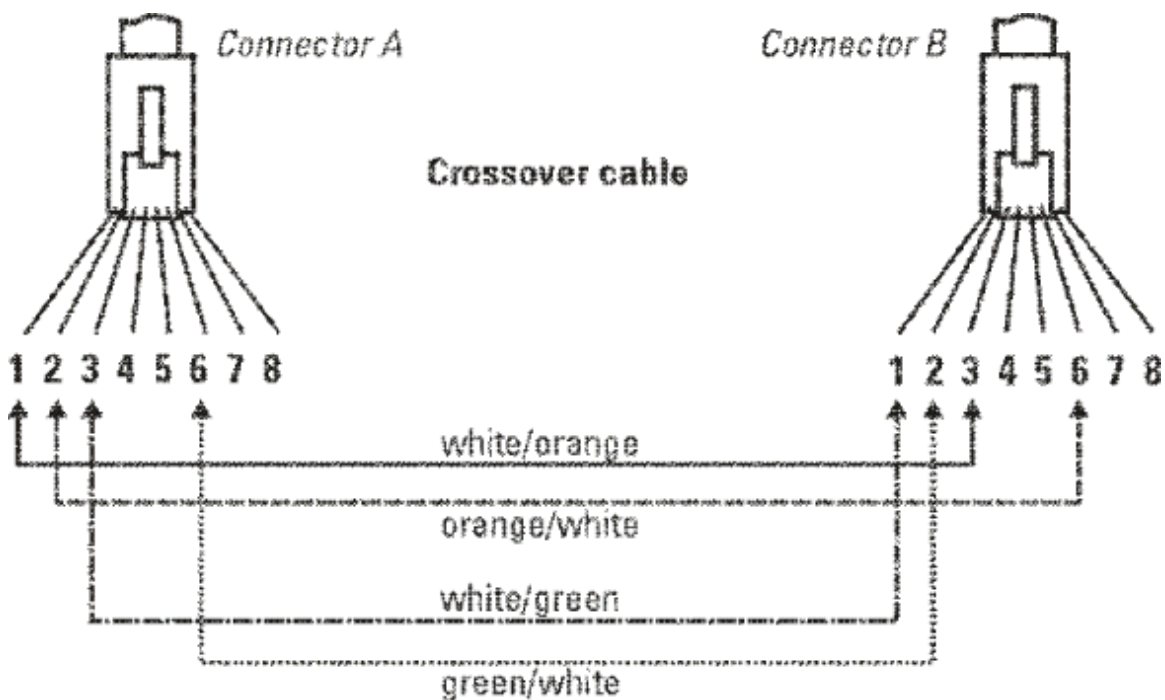 Connector A
Connector B
Crossover cable
1 2 3 4 5 6 7 8
1 2 3 4 5 6 7 8
white/orange
orange/white
white/green
green/white